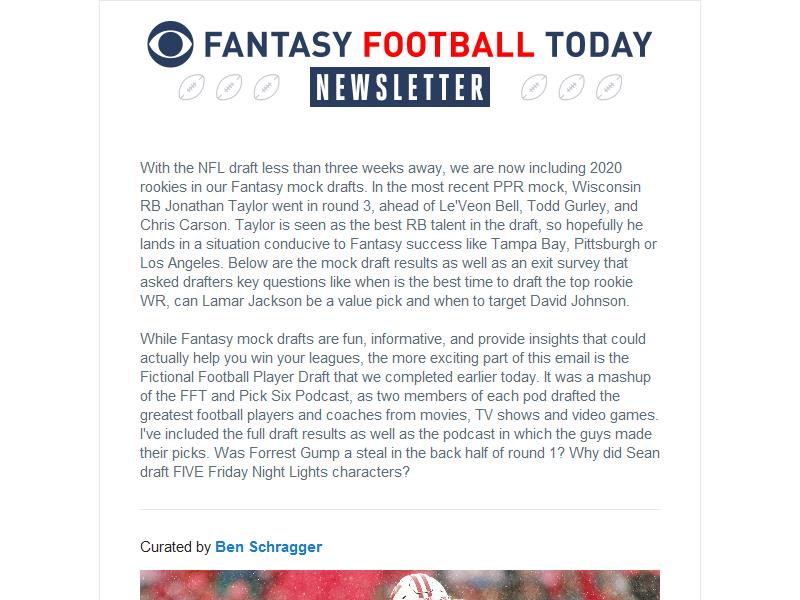 FANTASY FOOTBALL TODAY
NEWSLETTER
With the NFL draft less than three weeks away, we are now including 2020
rookies in our Fantasy mock drafts. In the most recent PPR mock, Wisconsin
RB Jonathan Taylor went in round 3, ahead of Le'Veon Bell, Todd Gurley, and
Chris Carson. Taylor is seen as the best RB talent in the draft, so hopefully he
lands in a situation conducive to Fantasy success like Tampa Bay, Pittsburgh or
Los Angeles. Below are the mock draft results as well as an exit survey that
asked drafters key questions like when is the best time to draft the top rookie
WR, can Lamar Jackson be a value pick and when to target David Johnson.
While Fantasy mock drafts are fun, informative, and provide insights that could
actually help you win your leagues, the more exciting part of this email is the
Fictional Football Player Draft that we completed earlier today. It was a mashup
of the FFT and Pick Six Podcast, as two members of each pod drafted the
greatest football players and coaches from movies, TV shows and video games.
I've included the full draft results as well as the podcast in which the guys made
their picks. Was Forrest Gump a steal in the back half of round 1? Why did Sean
draft FIVE Friday Night Lights characters?
Curated by Ben Schragger